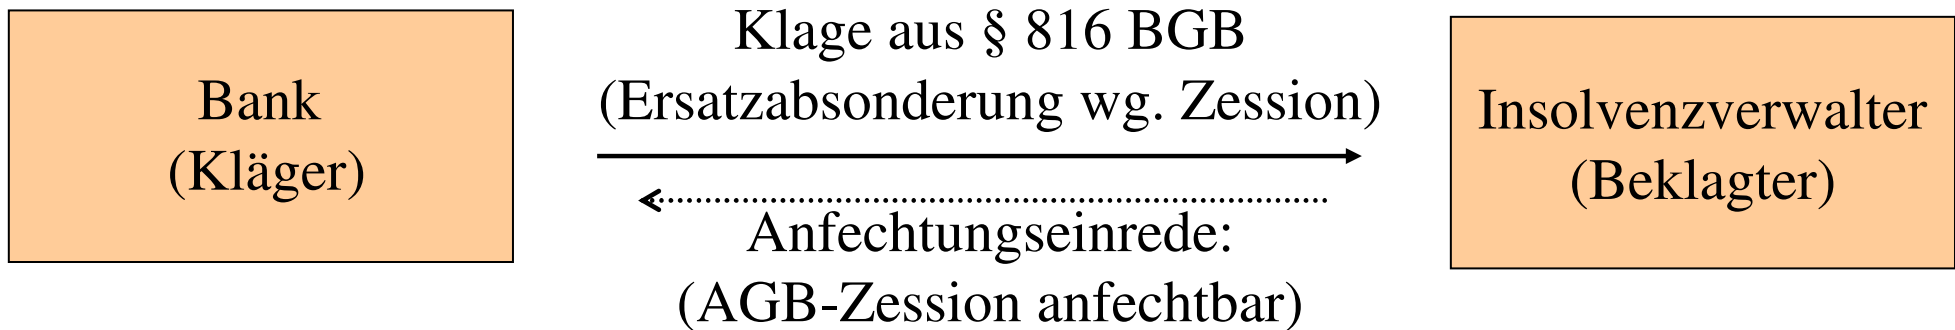 Bank
(Kläger)
Klage aus § 816 BGB
(Ersatzabsonderung wg. Zession)
Anfechtungseinrede:
(AGB-Zession anfechtbar)
Insolvenzverwalter
(Beklagter)